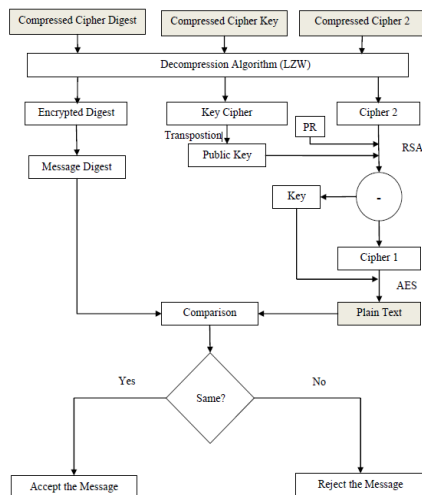 Compressed Cipher Digest
Compressed Cipher Key
Compressed Cipher 2
Decompression Algorithm (LZW)
Encrypted Digest
Key Cipher
Cipher 2
Transpostion
PR
RSA
Message Digest
Public Key
Key
-
Cipher 1
AES
Comparison
Plain Text
Yes
No
Same?
Accept the Message
Reject the Message